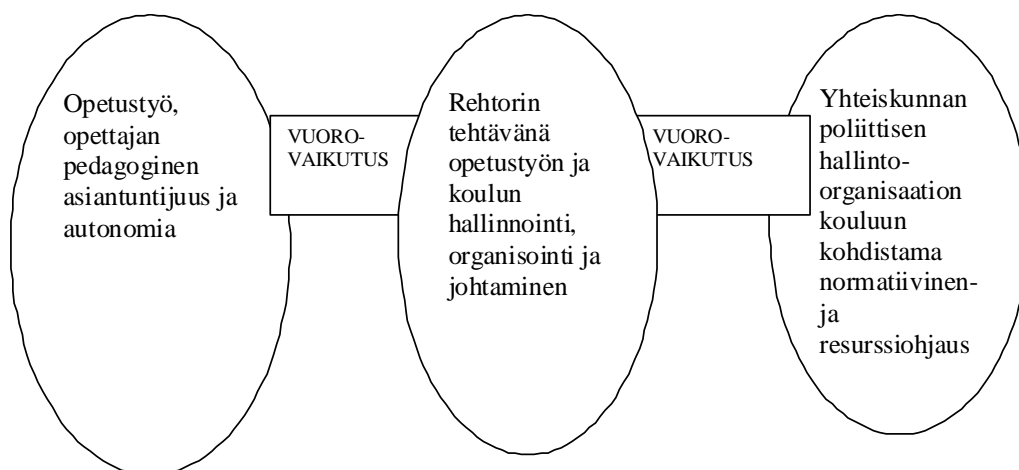 Opetustyö,
opettajan
pedagoginen
asiantuntijuus ja
autonomia
VUORO-
VAIKUTUS
Rehtorin
tehtävänä
opetustyön ja
koulun
hallinnointi,
organisointi ja
johtaminen
VUORO-
VAIKUTUS
Yhteiskunnan
poliittisen
hallinto-
organisaation
kouluun
kohdistama
normatiivinen-
ja
resurssiohjaus